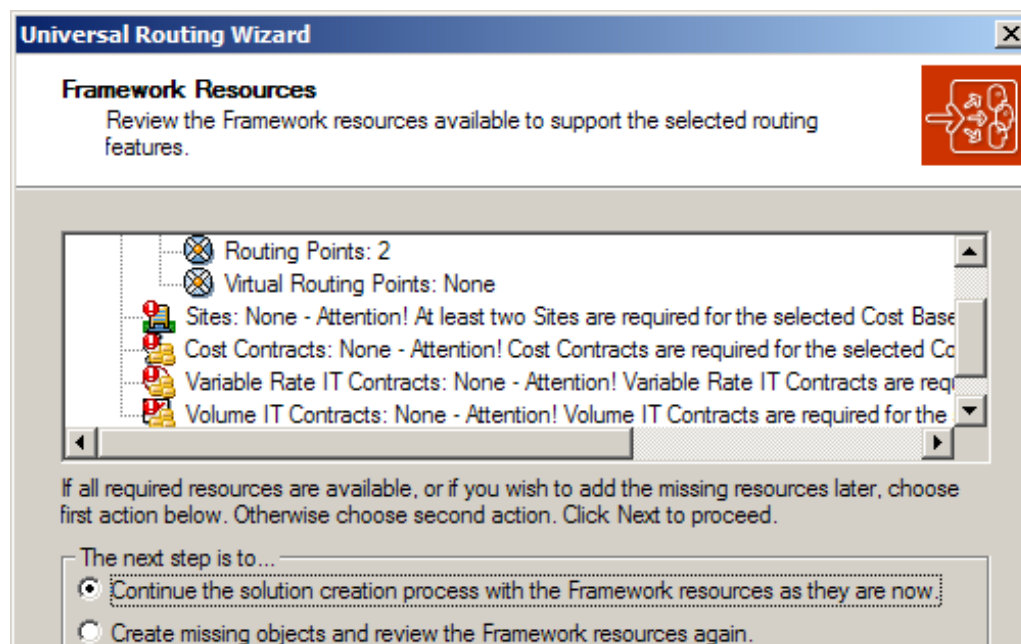 Universal Routing Wizard
Framework Resources
Review the Framework resources available to support the selected routing
features.
Routing Points: 2
Virtual Routing Points: None
Sites: None - Attention! At least two Sites are required for the selected Cost Base
Cost Contracts: None - Attention! Cost Contracts are required for the selected
Variable Rate IT Contracts: None - Attention! Variable Rate IT Contracts are
Volume IT Contracts: None - Attention! Volume IT Contracts are required for the
If all required resources are available, or if you wish to add the missing resources later, choose
first action below. Otherwise choose second action. Click Next to proceed.
The next step is to...
Continue the solution creation process with the Framework resources as they are now.
Create missing objects and review the Framework resources again.